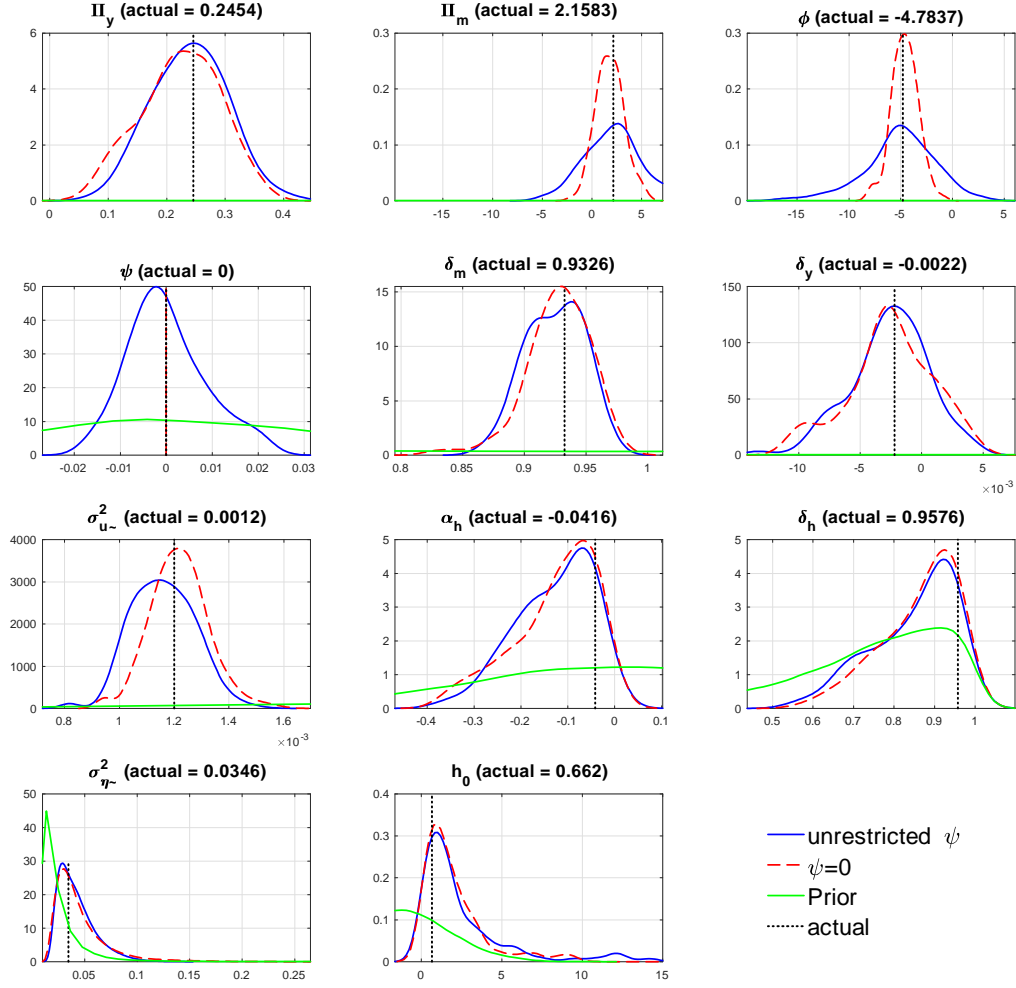 Π_y (actual = 0.2454)
Π_m (actual = 2.1583)
ϕ (actual = -4.7837)
6
4
2
0
0 0.1 0.2 0.3 0.4
0.3
0.2
0.1
0
-15 -10 -5 0 5
0.3
0.2
0.1
0
-15 -10 -5 0 5
ψ (actual = 0)
δ_m (actual = 0.9326)
δ_y (actual = -0.0022)
50
40
30
20
10
0
-0.02 -0.01 0 0.01 0.02 0.03
15
10
5
0
0.8 0.85 0.9 0.95 1
150
100
50
0
-10 -5 0 5
×10⁻³
σ²_u~ (actual = 0.0012)
α_h (actual = -0.0416)
δ_h (actual = 0.9576)
4000
3000
2000
1000
0
0.8 1 1.2 1.4 1.6
×10⁻³
5
4
3
2
1
0
-0.4 -0.3 -0.2 -0.1 0 0.1
5
4
3
2
1
0
0.5 0.6 0.7 0.8 0.9 1
σ²_η~ (actual = 0.0346)
h_0 (actual = 0.662)
50
40
30
20
10
0
0.05 0.1 0.15 0.2 0.25
0.4
0.3
0.2
0.1
0
0 5 10 15
unrestricted ψ
ψ=0
Prior
actual